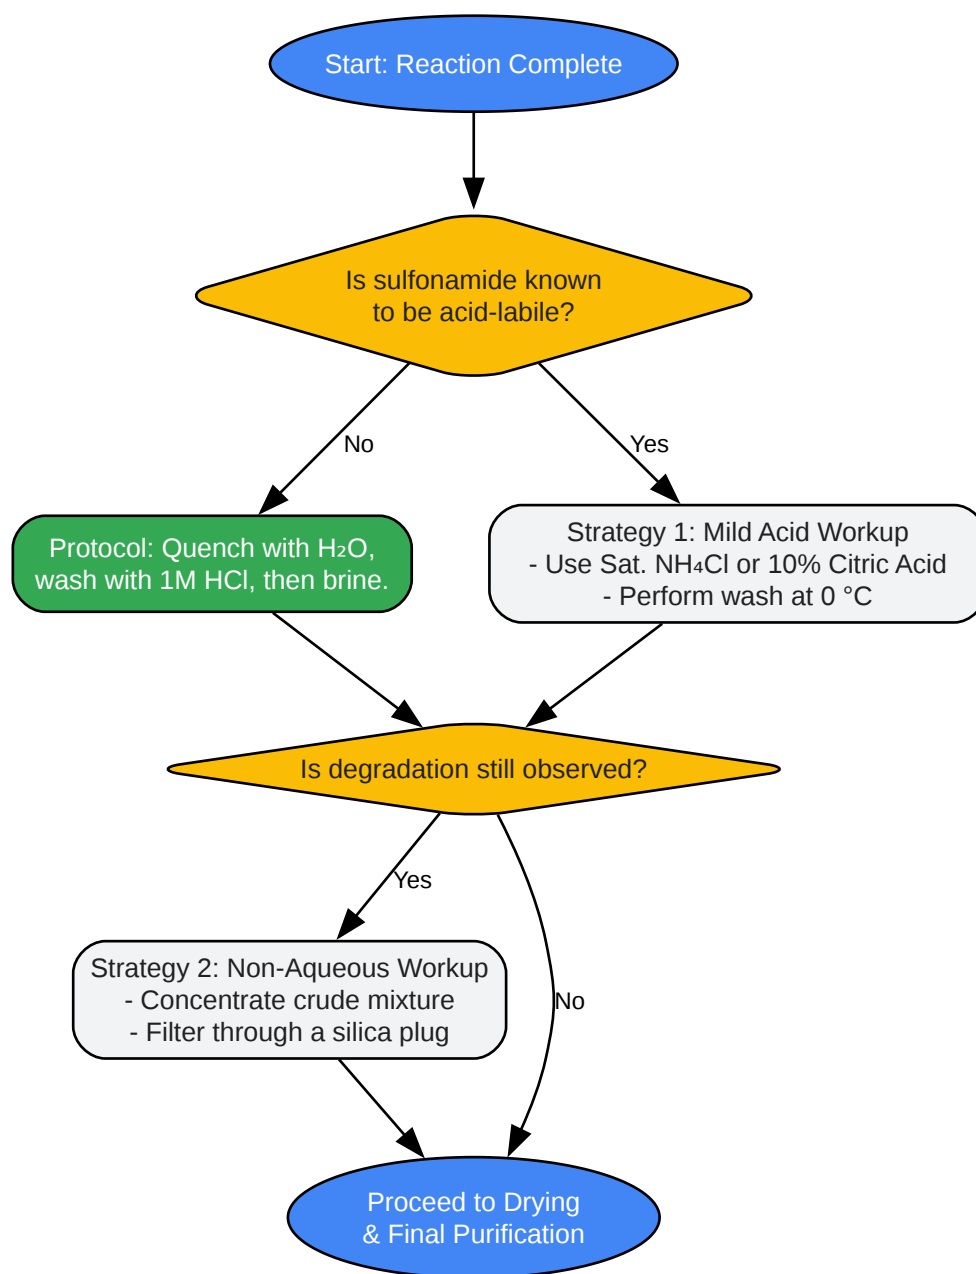 Start: Reaction Complete
Is sulfonamide known
to be acid-labile?
No
Yes
Protocol: Quench with H₂O,
wash with 1M HCl, then brine.
Strategy 1: Mild Acid Workup
- Use Sat. NH₄Cl or 10% Citric Acid
- Perform wash at 0 °C
Is degradation still observed?
Yes
Strategy 2: Non-Aqueous Workup
- Concentrate crude mixture
- Filter through a silica plug
No
Proceed to Drying
& Final Purification